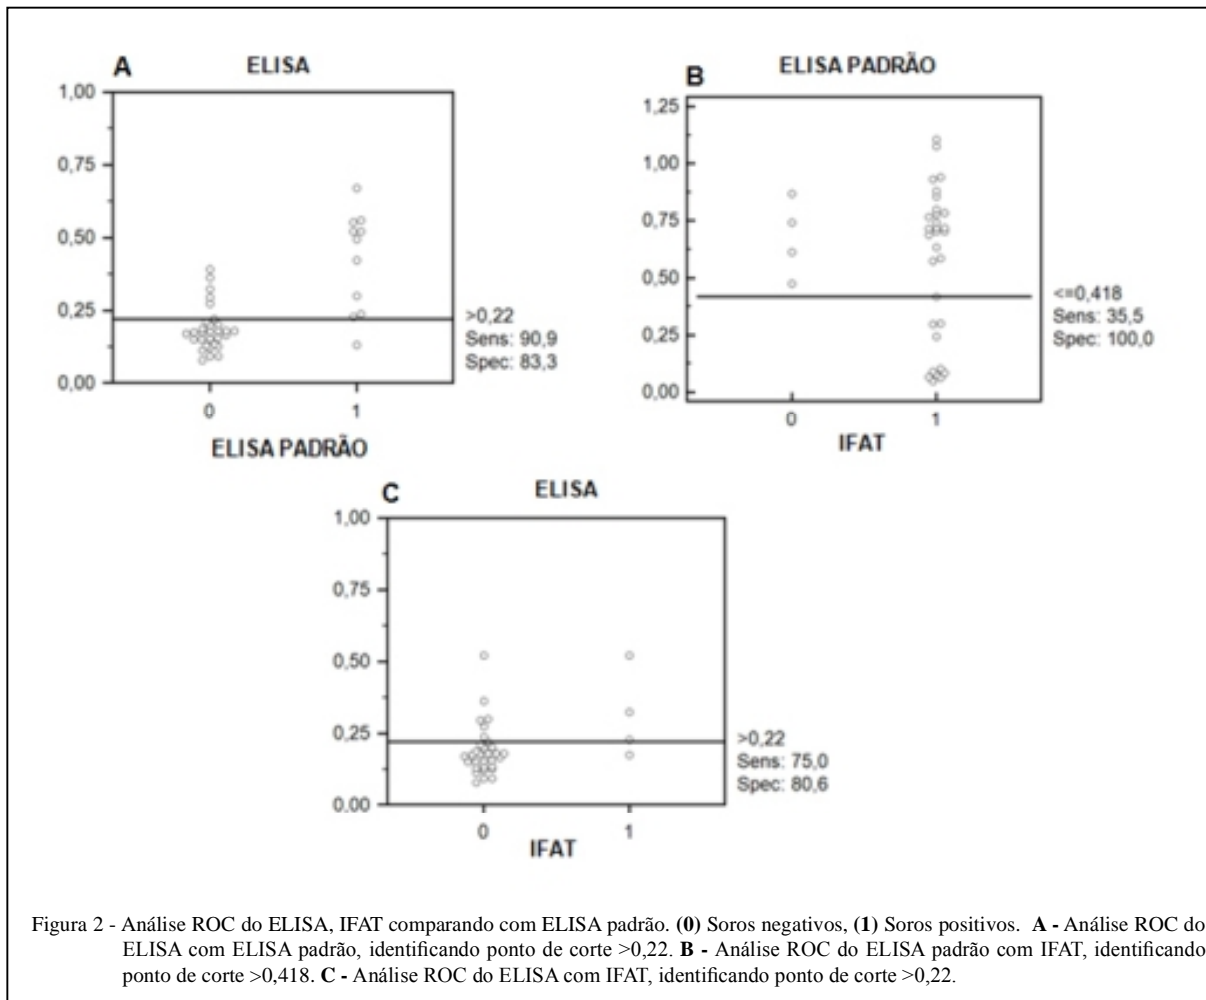 A
ELISA
1,00
0,75
0,50
0,25
0,00
0
1
>0,22
Sens: 90,9
Spec: 83,3
ELISA PADRÃO
B
ELISA PADRÃO
1,25
1,00
0,75
0,50
0,25
0,00
0
1
<=0,418
Sens: 35,5
Spec: 100,0
IFAT
C
ELISA
1,00
0,75
0,50
0,25
0.00
0
1
>0,22
Sens: 75,0
Spec: 80,6
IFAT
Figura 2 - Análise ROC do ELISA, IFAT comparando com ELISA padrão. (0) Soros negativos, (1) Soros positivos. A - Análise ROC do
ELISA com ELISA padrão, identificando ponto de corte >0,22. B - Análise ROC do ELISA padrão com IFAT, identificando
ponto de corte >0,418. C - Análise ROC do ELISA com IFAT, identificando ponto de corte >0,22.